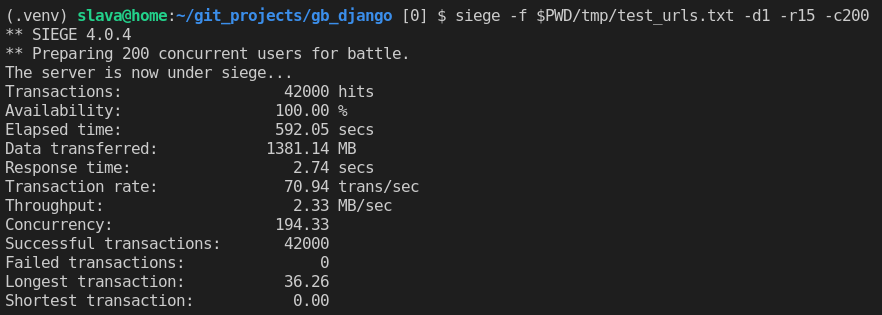 (.venv) slava@home:~/git_projects/gb_django [0] $ siege -f $PWD/tmp/test_urls.txt -d1 -r15 -c200
** SIEGE 4.0.4
** Preparing 200 concurrent users for battle.
The server is now under siege...
Transactions:                  42000 hits
Availability:                 100.00 %
Elapsed time:                 592.05 secs
Data transferred:            1381.14 MB
Response time:                  2.74 secs
Transaction rate:              70.94 trans/sec
Throughput:                     2.33 MB/sec
Concurrency:                  194.33
Successful transactions:       42000
Failed transactions:               0
Longest transaction:           36.26
Shortest transaction:           0.00